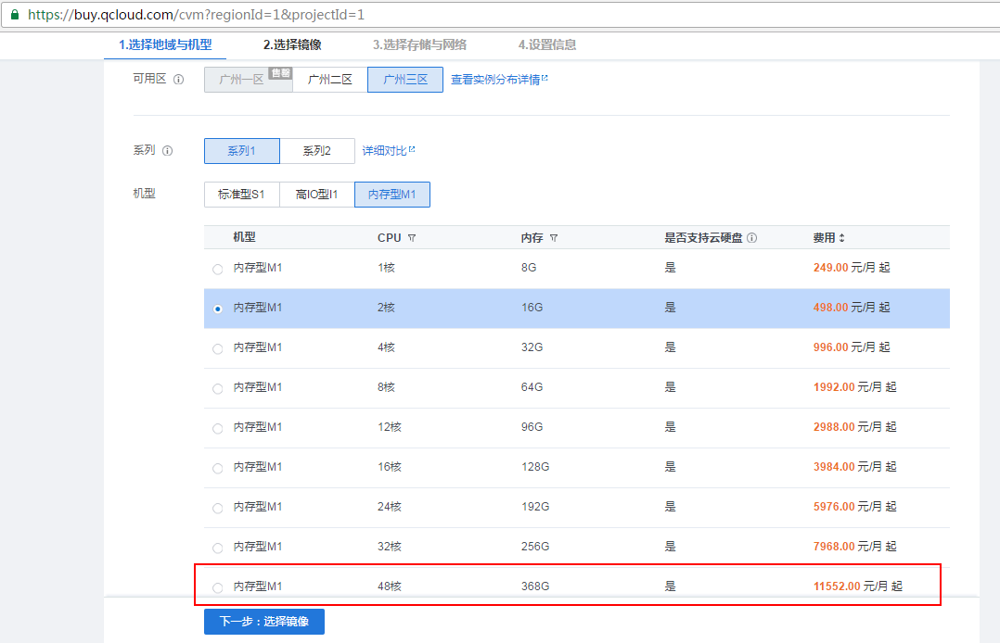 https://buy.qcloud.com/cvm?regionId=1&projectId=1
1.选择地域与机型 2.选择镜像 3.选择存储与网络 4.设置信息
可用区 广州一区 售罄 广州二区 广州三区 查看实例分布详情
系列 系列1 系列2 详细对比
机型 标准型S1 高IO型I1 内存型M1
机型 CPU 内存 是否支持云硬盘 费用
内存型M1 1核 8G 是 249.00 元/月 起
内存型M1 2核 16G 是 498.00 元/月 起
内存型M1 4核 32G 是 996.00 元/月 起
内存型M1 8核 64G 是 1992.00 元/月 起
内存型M1 12核 96G 是 2988.00 元/月 起
内存型M1 16核 128G 是 3984.00 元/月 起
内存型M1 24核 192G 是 5976.00 元/月 起
内存型M1 32核 256G 是 7968.00 元/月 起
内存型M1 48核 368G 是 11552.00 元/月 起
下一步：选择镜像